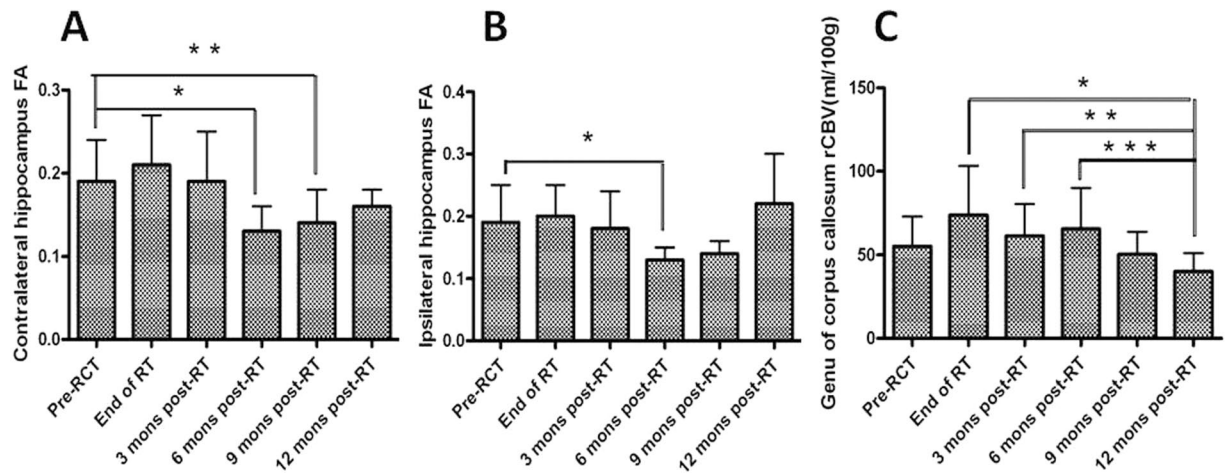 A
Contralateral hippocampus FA
0.3
0.2
0.1
0.0
* *
*
Pre-RCT
End of RT
3 mons post-RT
6 mons post-RT
9 mons post-RT
12 mons post-RT
B
Ipsilateral hippocampus FA
0.4
0.3
0.2
0.1
0.0
*
Pre-RCT
End of RT
3 mons post-RT
6 mons post-RT
9 mons post-RT
12 mons post-RT
C
Genu of corpus callosum rCBV(ml/100g)
150
100
50
0
*
* *
* * *
Pre-RCT
End of RT
3 mons post-RT
6 mons post-RT
9 mons post-RT
12 mons post-RT